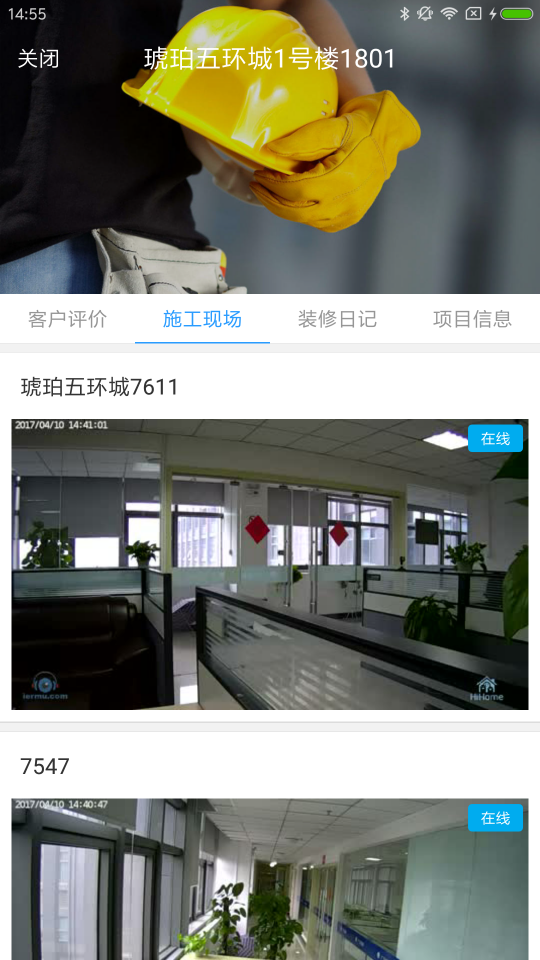 14:55
关闭
琥珀五环城1号楼1801
客户评价
施工现场
装修日记
项目信息
琥珀五环城7611
2017/04/10 14:41:01
在线
iermu.com
HiHome
7547
2017/04/10 14:40:47
在线